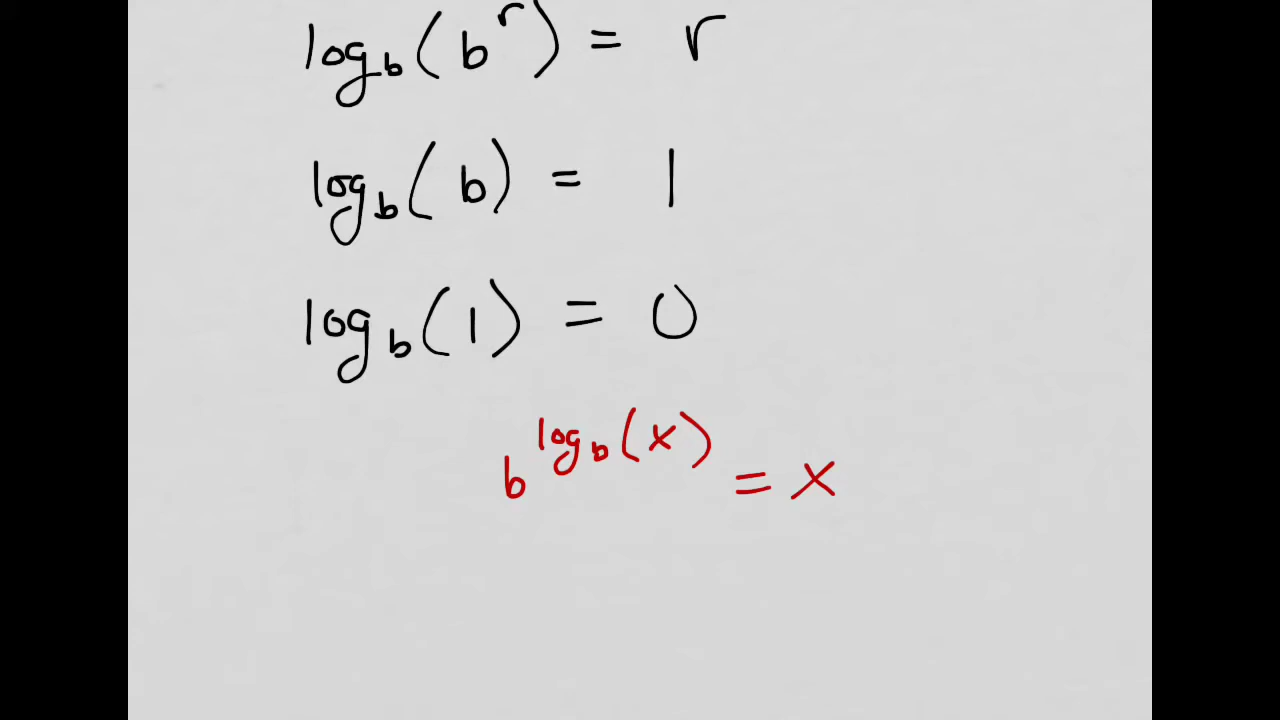 log_b(b^r) = r
log_b(b) = 1
log_b(1) = 0
b^{log_b(x)} = x